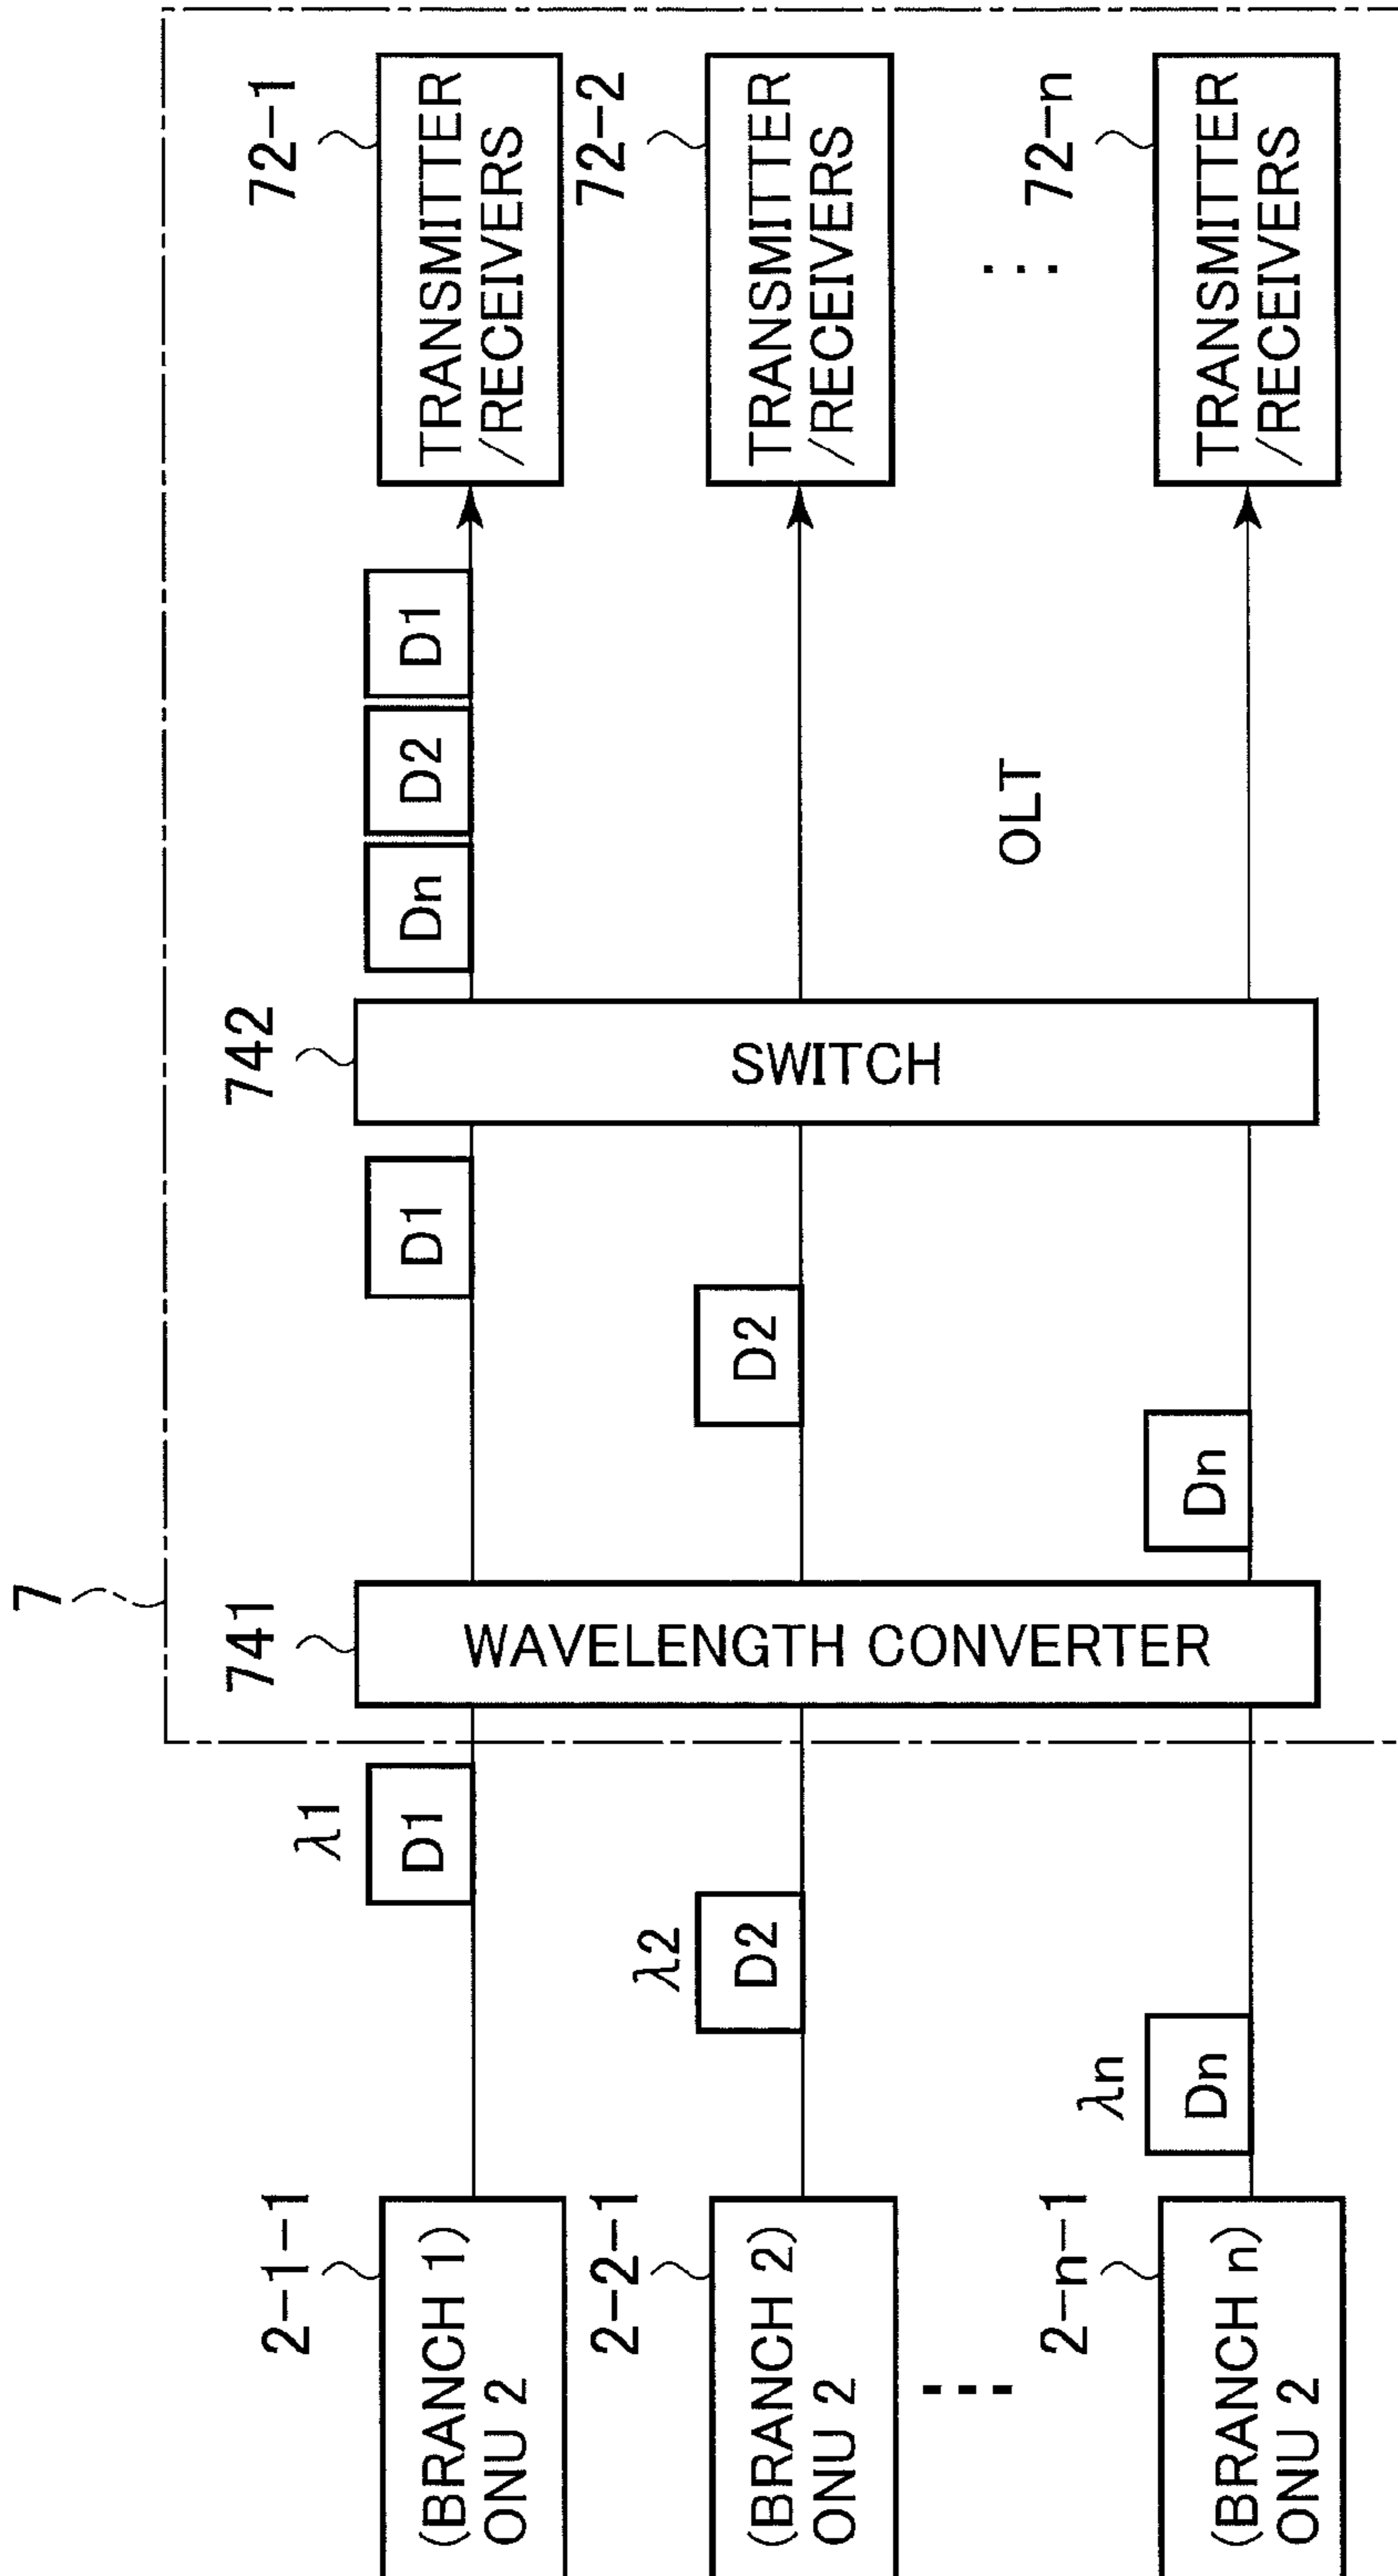 7
741
742
72-1
2-1-1
(BRANCH 1)
ONU 2
λ1
D1
D1
Dn
D2
D1
TRANSMITTER
/RECEIVERS
72-2
2-2-1
(BRANCH 2)
ONU 2
λ2
D2
D2
TRANSMITTER
/RECEIVERS
WAVELENGTH CONVERTER
SWITCH
OLT
72-n
2-n-1
(BRANCH n)
ONU 2
λn
Dn
Dn
TRANSMITTER
/RECEIVERS